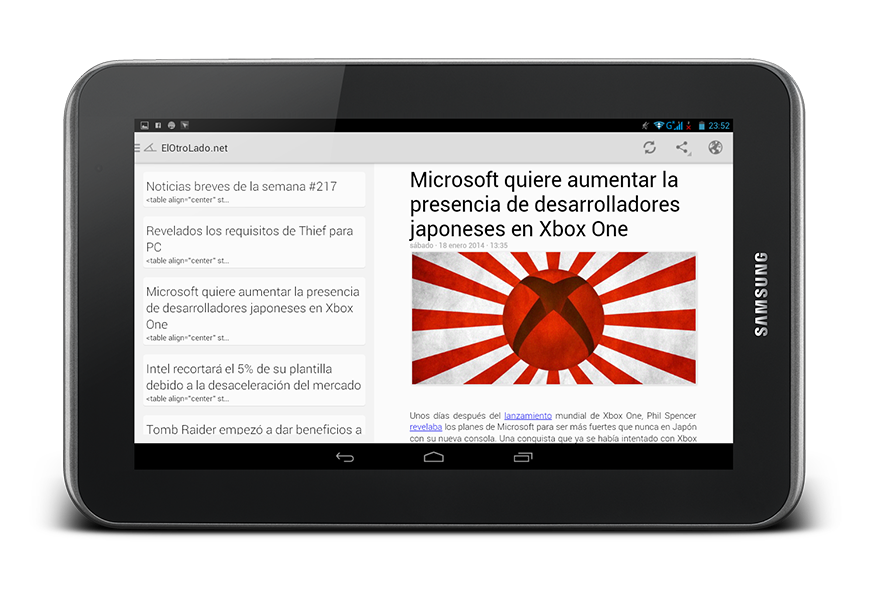 23:52
ElOtroLado.net
Noticias breves de la semana #217
<table align="center" st...
Revelados los requisitos de Thief para
PC
<table align="center" st...
Microsoft quiere aumentar la presencia
de desarrolladores japoneses en Xbox
One
<table align="center" st...
Intel recortará el 5% de su plantilla
debido a la desaceleración del mercado
<table align="center" st...
Tomb Raider empezó a dar beneficios a
Microsoft quiere aumentar la
presencia de desarrolladores
japoneses en Xbox One
sábado · 18 enero 2014 · 13:35
Unos días después del lanzamiento mundial de Xbox One, Phil Spencer
revelaba los planes de Microsoft para ser más fuertes que nunca en Japón
con su nueva consola. Una conquista que ya se había intentado con Xbox
SAMSUNG